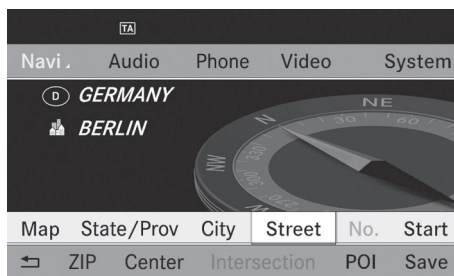 TA
Navi Audio Phone Video System
D GERMANY
BERLIN
N NE 30 60
NW 330 300
W
Map State/Prov City Street No. Start
ZIP Center Intersection POI Save